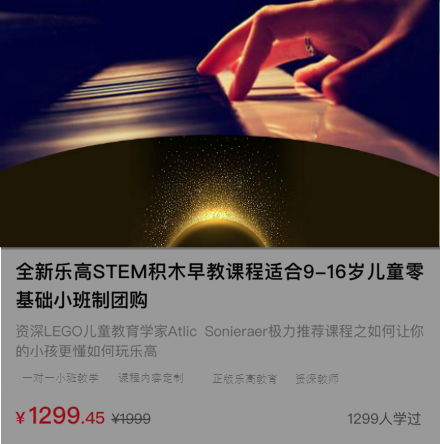 全新乐高STEM积木早教课程适合9-16岁儿童零
基础小班制团购
资深LEGO儿童教育学家Atlic Sonieraer极力推荐课程之如何让你
的小孩更懂如何玩乐高
一对一小班教学 课程内容定制 正版乐高教育 资深教师
¥1299.45 ¥1999 1299人学过